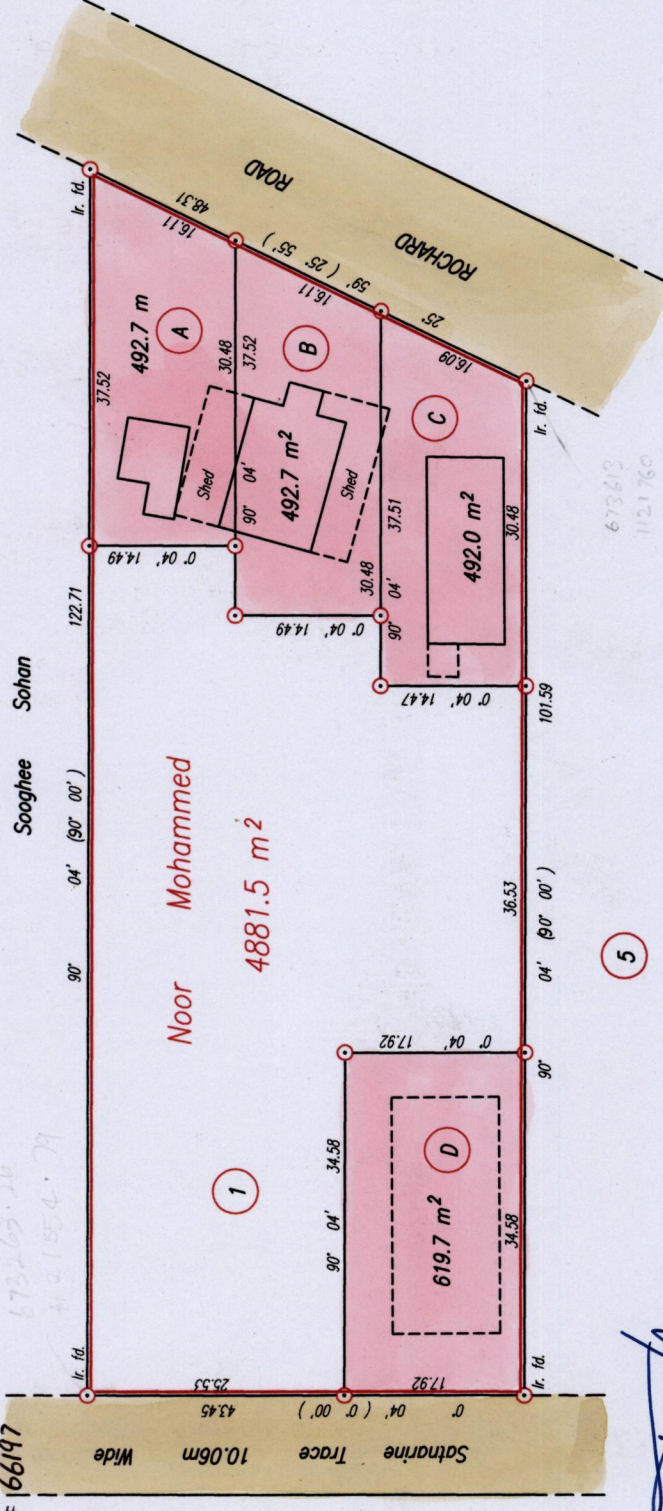 # 66197
Sooghee Sohan
90° 04' (90° 00')
122.71
Ir. fd.
Ir. fd.
ROCHARD ROAD
25° 59' (25° 55')
48.31
16.11
16.11
16.09
37.52
492.7 m
A
0° 04' 14.49
30.48
37.52
Shed
B
90° 04'
492.7 m²
Shed
0° 04' 14.49
30.48
37.51
90° 04'
C
492.0 m²
0° 04' 14.47
30.48
Ir. fd.
101.59
Noor Mohammed
4881.5 m²
1
36.53
04' (90° 00')
90°
5
90° 04'
34.58
0° 04' 17.92
D
619.7 m²
34.58
25.53
17.92
Ir. fd.
43.45
0° 04' (0° 00')
Satnarine Trace 10.06m Wide
673613
1121760